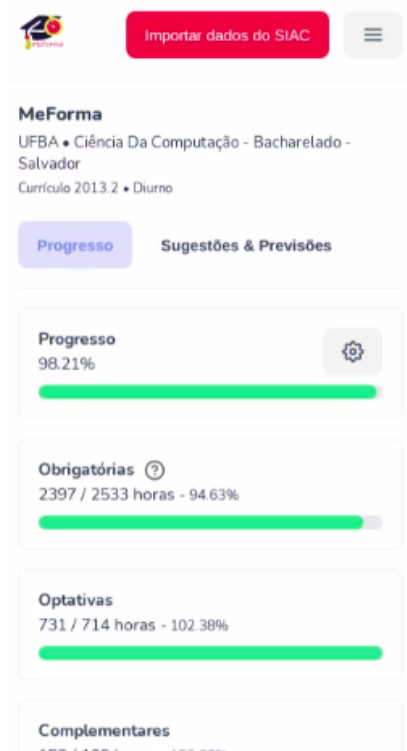 MeForma
Importar dados do SIAC
MeForma
UFBA • Ciência Da Computação - Bacharelado -
Salvador
Currículo 2013.2 • Diurno
Progresso
Sugestões & Previsões
Progresso
98.21%
Obrigatórias ?
2397 / 2533 horas - 94.63%
Optativas
731 / 714 horas - 102.38%
Complementares